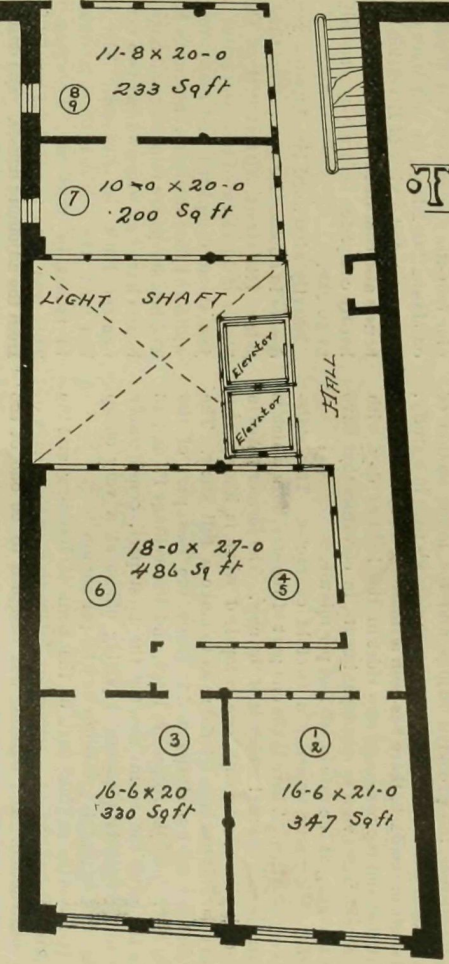 11-8 x 20-0
233 Sq ft
8
9
7
10-0 x 20-0
200 Sq ft
T
LIGHT SHAFT
Elevator
Elevator
HALL
18-0 x 27-0
486 Sq ft
6
4
5
3
1
2
16-6 x 20
330 Sq ft
16-6 x 21-0
347 Sq ft